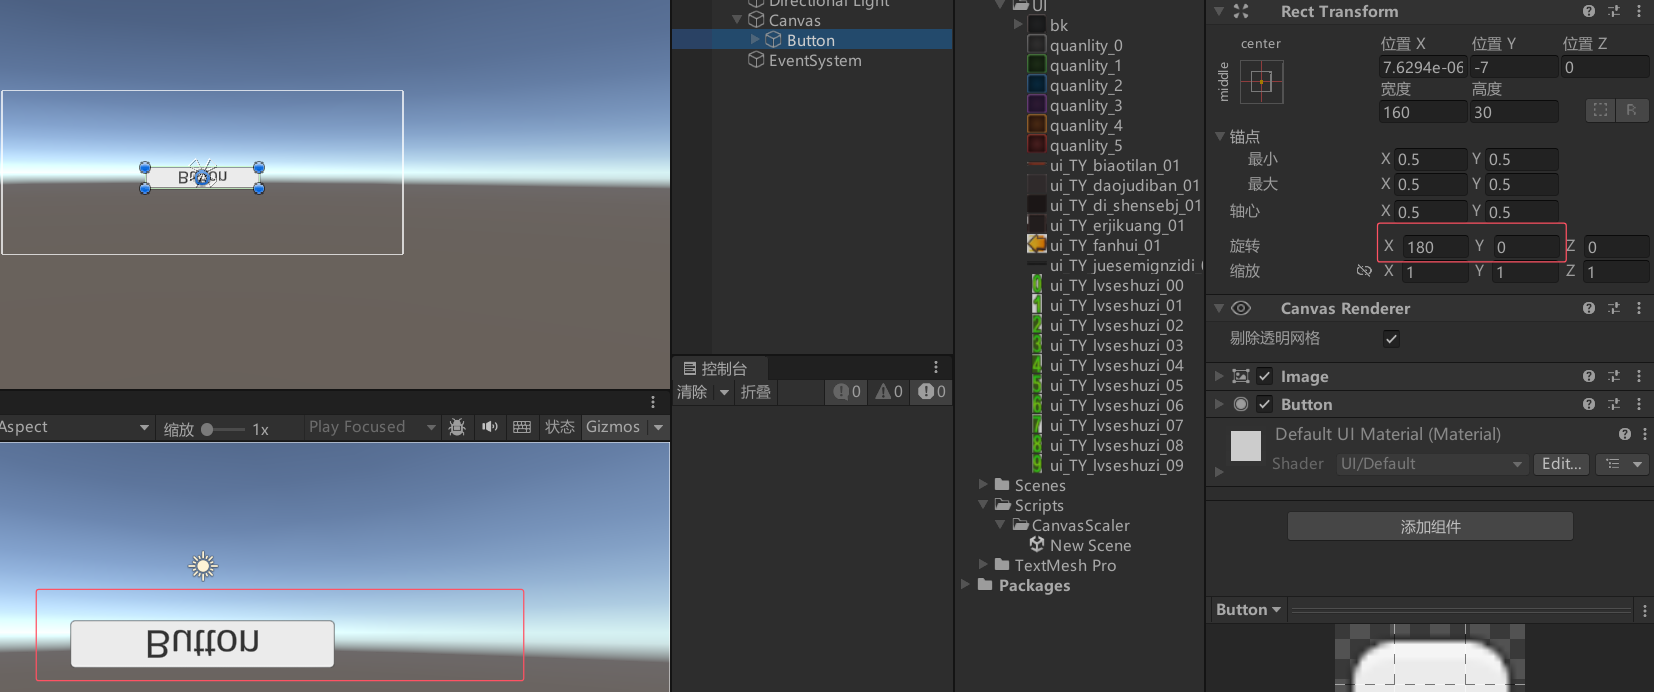 Button
Aspect
缩放 1x
Play Focused
状态
Gizmos
Button
Directional Light
Canvas
Button
EventSystem
控制台
清除
折叠
0
0
0
UI
bk
quanlity_0
quanlity_1
quanlity_2
quanlity_3
quanlity_4
quanlity_5
ui_TY_biaotilan_01
ui_TY_daojudiban_01
ui_TY_di_shensebj_01
ui_TY_erjikuang_01
ui_TY_fanhui_01
ui_TY_juesemignzidi_
ui_TY_lvseshuzi_00
ui_TY_lvseshuzi_01
ui_TY_lvseshuzi_02
ui_TY_lvseshuzi_03
ui_TY_lvseshuzi_04
ui_TY_lvseshuzi_05
ui_TY_lvseshuzi_06
ui_TY_lvseshuzi_07
ui_TY_lvseshuzi_08
ui_TY_lvseshuzi_09
Scenes
Scripts
CanvasScaler
New Scene
TextMesh Pro
Packages
Rect Transform
center
middle
位置 X 位置 Y 位置 Z
7.6294e-06 -7 0
宽度 高度
160 30
R
锚点
最小 X 0.5 Y 0.5
最大 X 0.5 Y 0.5
轴心 X 0.5 Y 0.5
旋转 X 180 Y 0 Z 0
缩放 X 1 Y 1 Z 1
Canvas Renderer
剔除透明网格
Image
Button
Default UI Material (Material)
Shader UI/Default Edit...
添加组件
Button